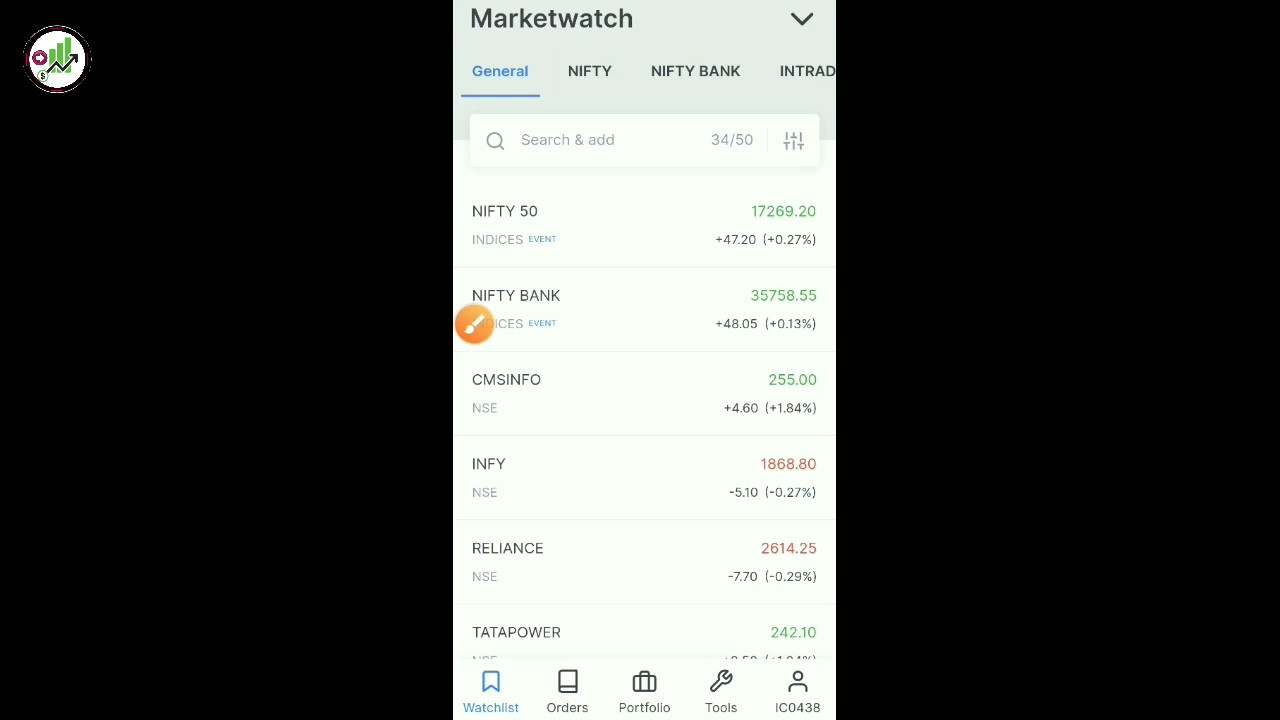 Marketwatch
General NIFTY NIFTY BANK INTRAD
Search & add 34/50
NIFTY 50 17269.20
INDICES EVENT +47.20 (+0.27%)
NIFTY BANK 35758.55
EVENT +48.05 (+0.13%)
CMSINFO 255.00
NSE +4.60 (+1.84%)
INFY 1868.80
NSE -5.10 (-0.27%)
RELIANCE 2614.25
NSE -7.70 (-0.29%)
TATAPOWER 242.10
Watchlist Orders Portfolio Tools IC0438